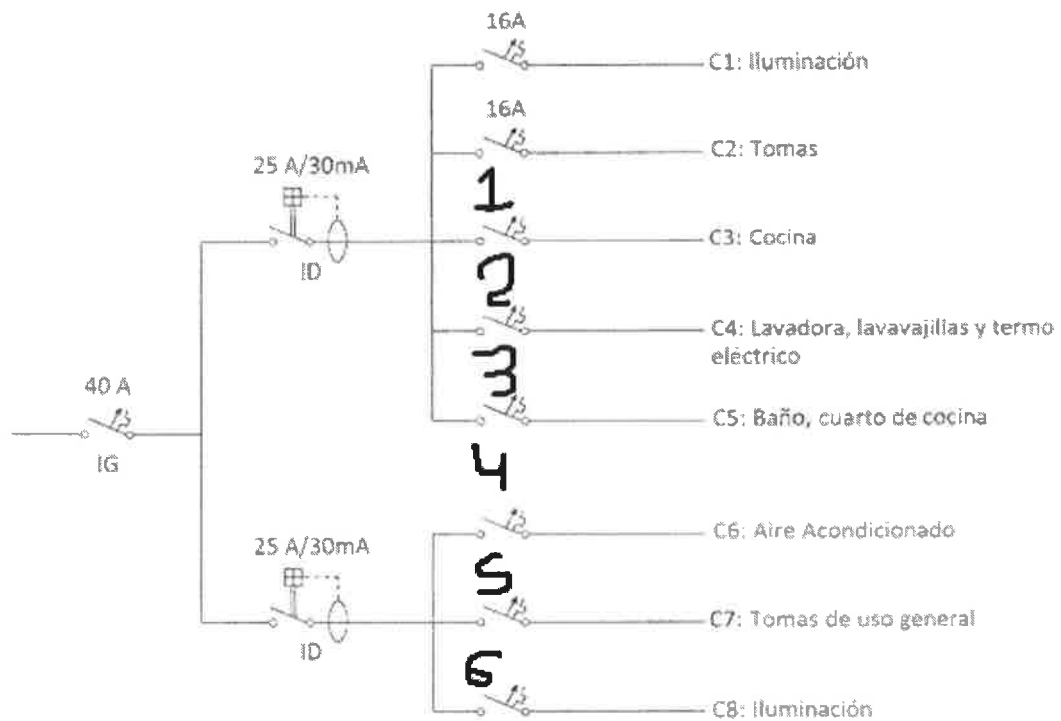 16A
C1: Iluminación
16A
C2: Tomas
25 A/30mA
1
ID
C3: Cocina
2
C4: Lavadora, lavavajillas y termo
eléctrico
3
40 A
IG
C5: Baño, cuarto de cocina
4
C6: Aire Acondicionado
25 A/30mA
5
ID
C7: Tomas de uso general
6
C8: Iluminación